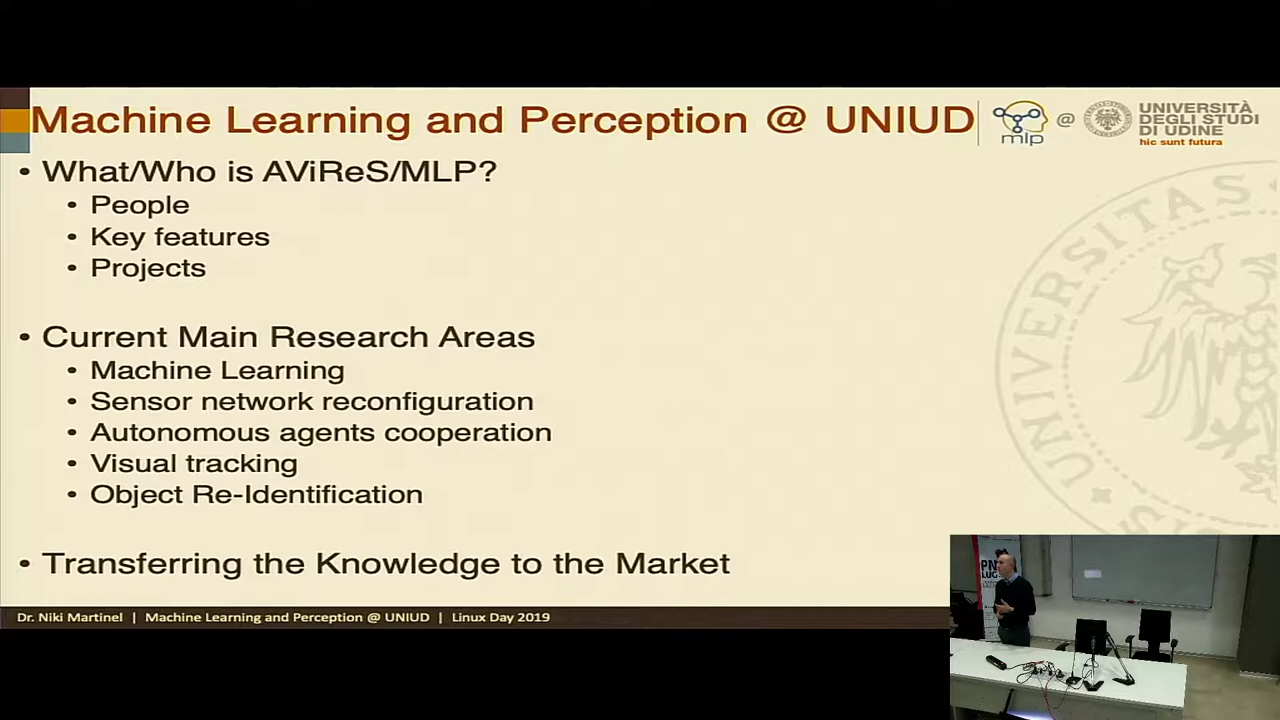 Machine Learning and Perception @ UNIUD
mlp
@
UNIVERSITÀ
DEGLI STUDI
DI UDINE
hic sunt futura
• What/Who is AViReS/MLP?
• People
• Key features
• Projects
• Current Main Research Areas
• Machine Learning
• Sensor network reconfiguration
• Autonomous agents cooperation
• Visual tracking
• Object Re-Identification
• Transferring the Knowledge to the Market
UNIVERSITAS
Dr. Niki Martinel | Machine Learning and Perception @ UNIUD | Linux Day 2019
PN
LUG